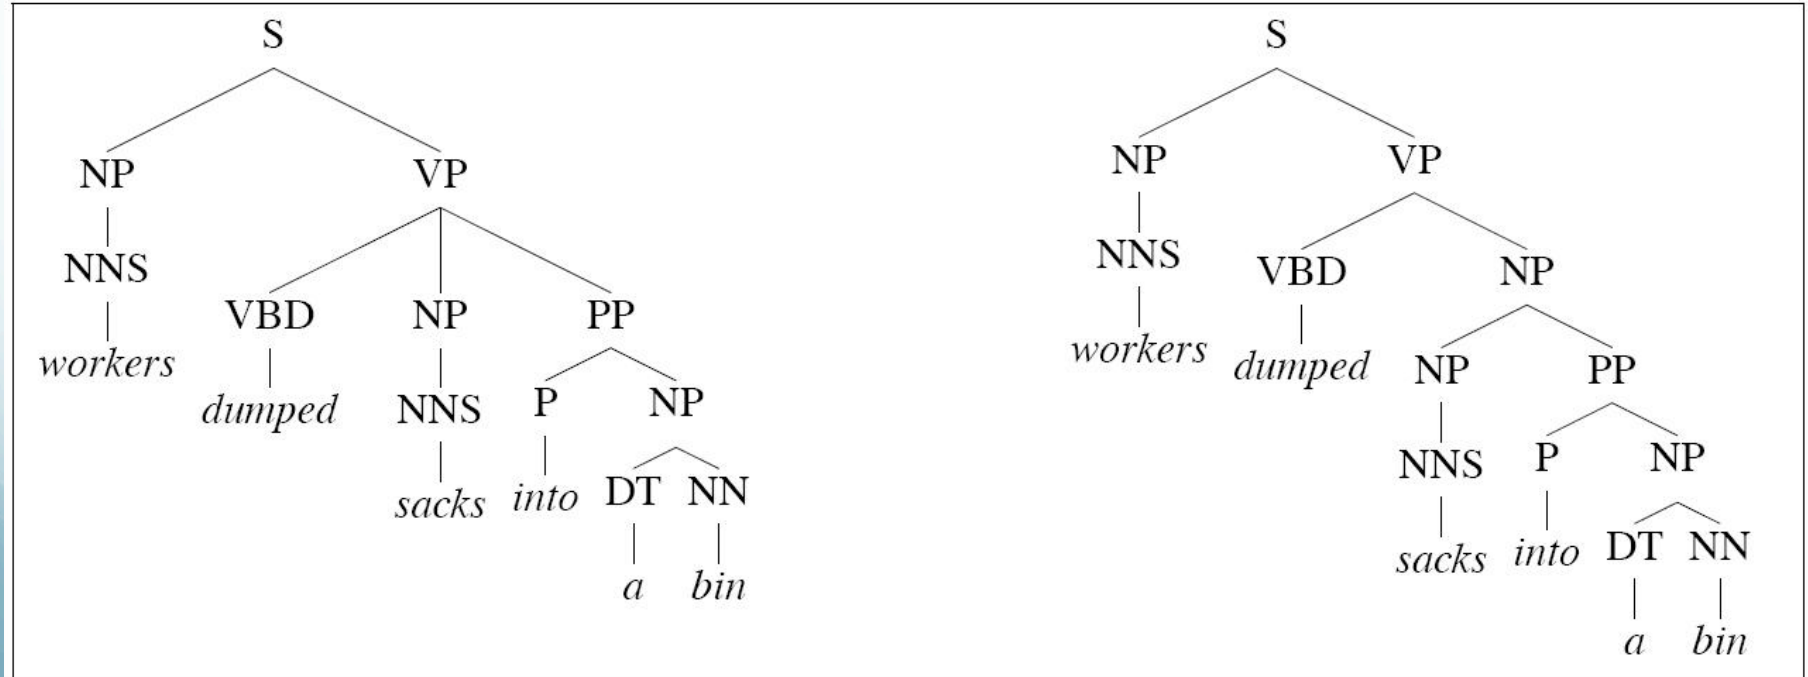 S
NP VP
NNS
VBD NP PP
workers
dumped NNS P NP
sacks into DT NN
a bin
S
NP VP
NNS VBD NP
workers dumped NP PP
NNS P NP
sacks into DT NN
a bin